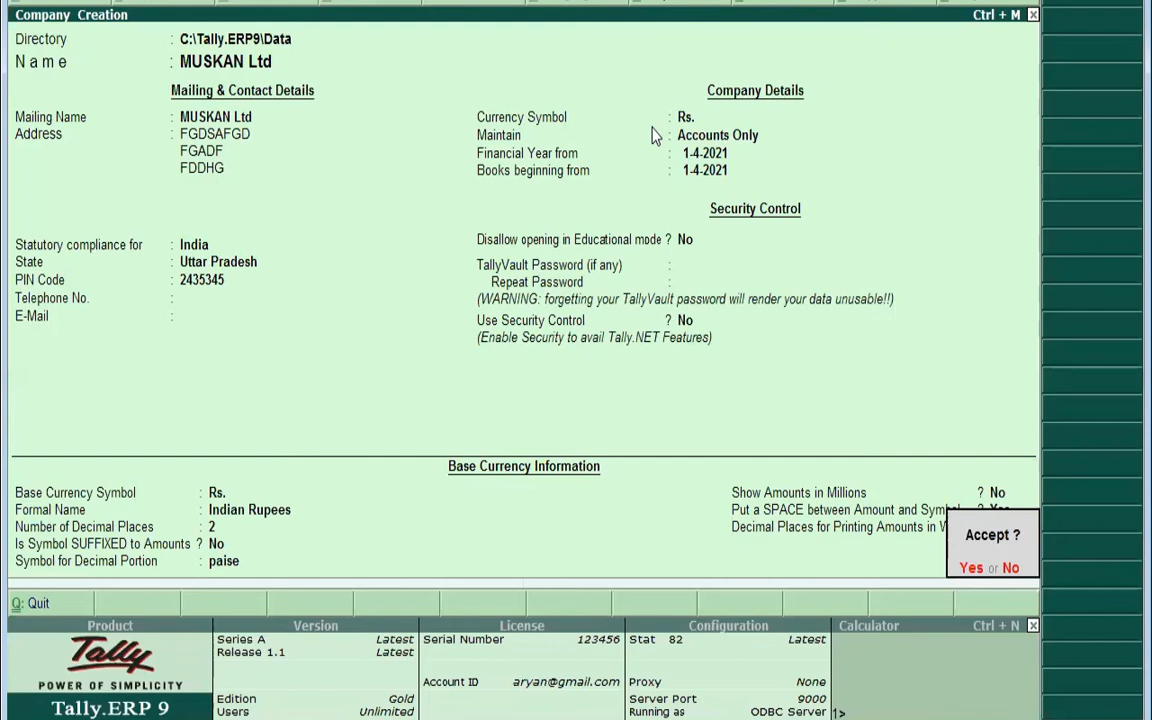 Company Creation Ctrl + M
Directory : C:\Tally.ERP9\Data
Name : MUSKAN Ltd
Mailing & Contact Details
Mailing Name : MUSKAN Ltd
Address : FGDSAFGD
FGADF
FDDHG
Statutory compliance for : India
State : Uttar Pradesh
PIN Code : 2435345
Telephone No. :
E-Mail :
Company Details
Currency Symbol : Rs.
Maintain : Accounts Only
Financial Year from : 1-4-2021
Books beginning from : 1-4-2021
Security Control
Disallow opening in Educational mode ? No
TallyVault Password (if any) :
Repeat Password :
(WARNING: forgetting your TallyVault password will render your data unusable!!)
Use Security Control ? No
(Enable Security to avail Tally.NET Features)
Base Currency Information
Base Currency Symbol : Rs.
Formal Name : Indian Rupees
Number of Decimal Places : 2
Is Symbol SUFFIXED to Amounts ? No
Symbol for Decimal Portion : paise
Show Amounts in Millions ? No
Put a SPACE between Amount and
Decimal Places for Printing Amounts in
Accept ?
Yes or No
Q: Quit
Product
Tally
POWER OF SIMPLICITY
Tally.ERP 9
Version
Series A Latest
Release 1.1 Latest
Edition Gold
Users Unlimited
License
Serial Number 123456
Account ID aryan@gmail.com
Configuration
Stat 82 Latest
Proxy None
Server Port 9000
Running as ODBC Server
Calculator Ctrl + N
1>